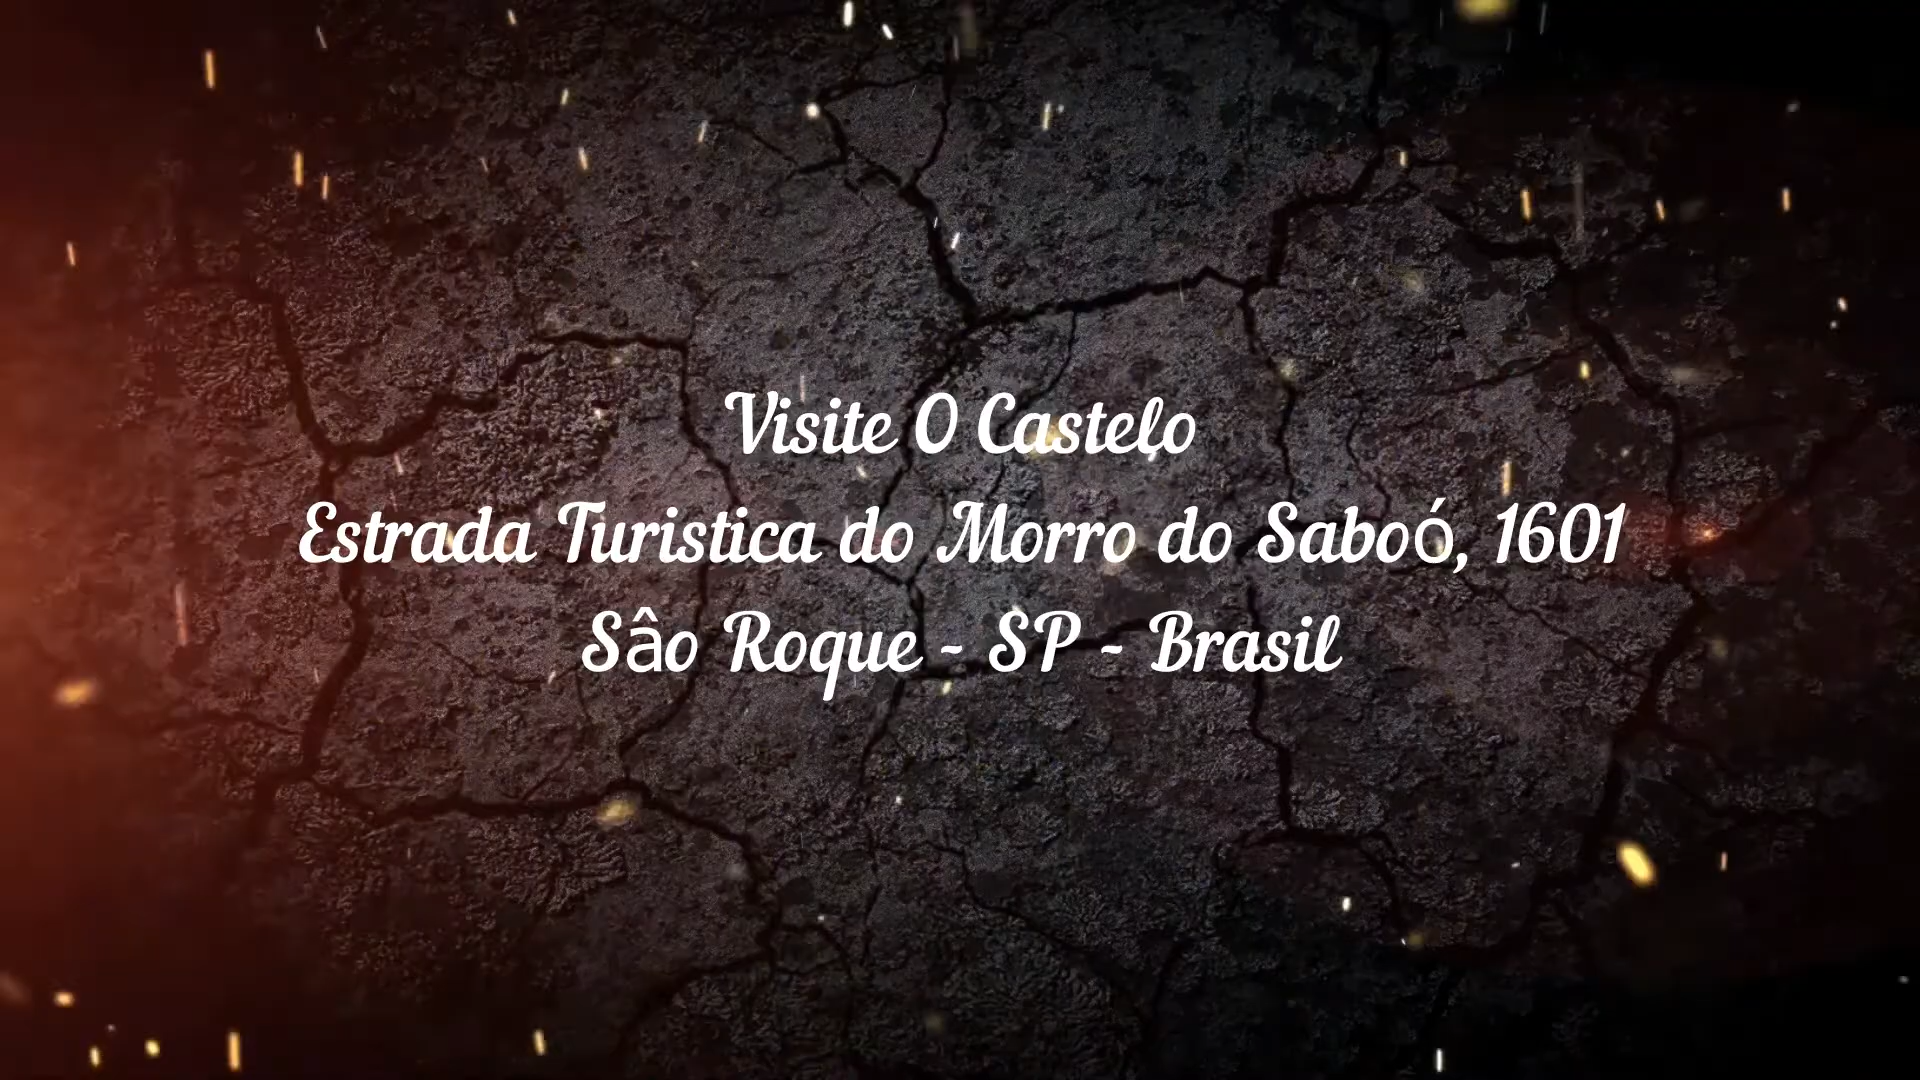 Visite O Castelo
Estrada Turistica do Morro do Saboó, 1601
Sâo Roque - SP - Brasil